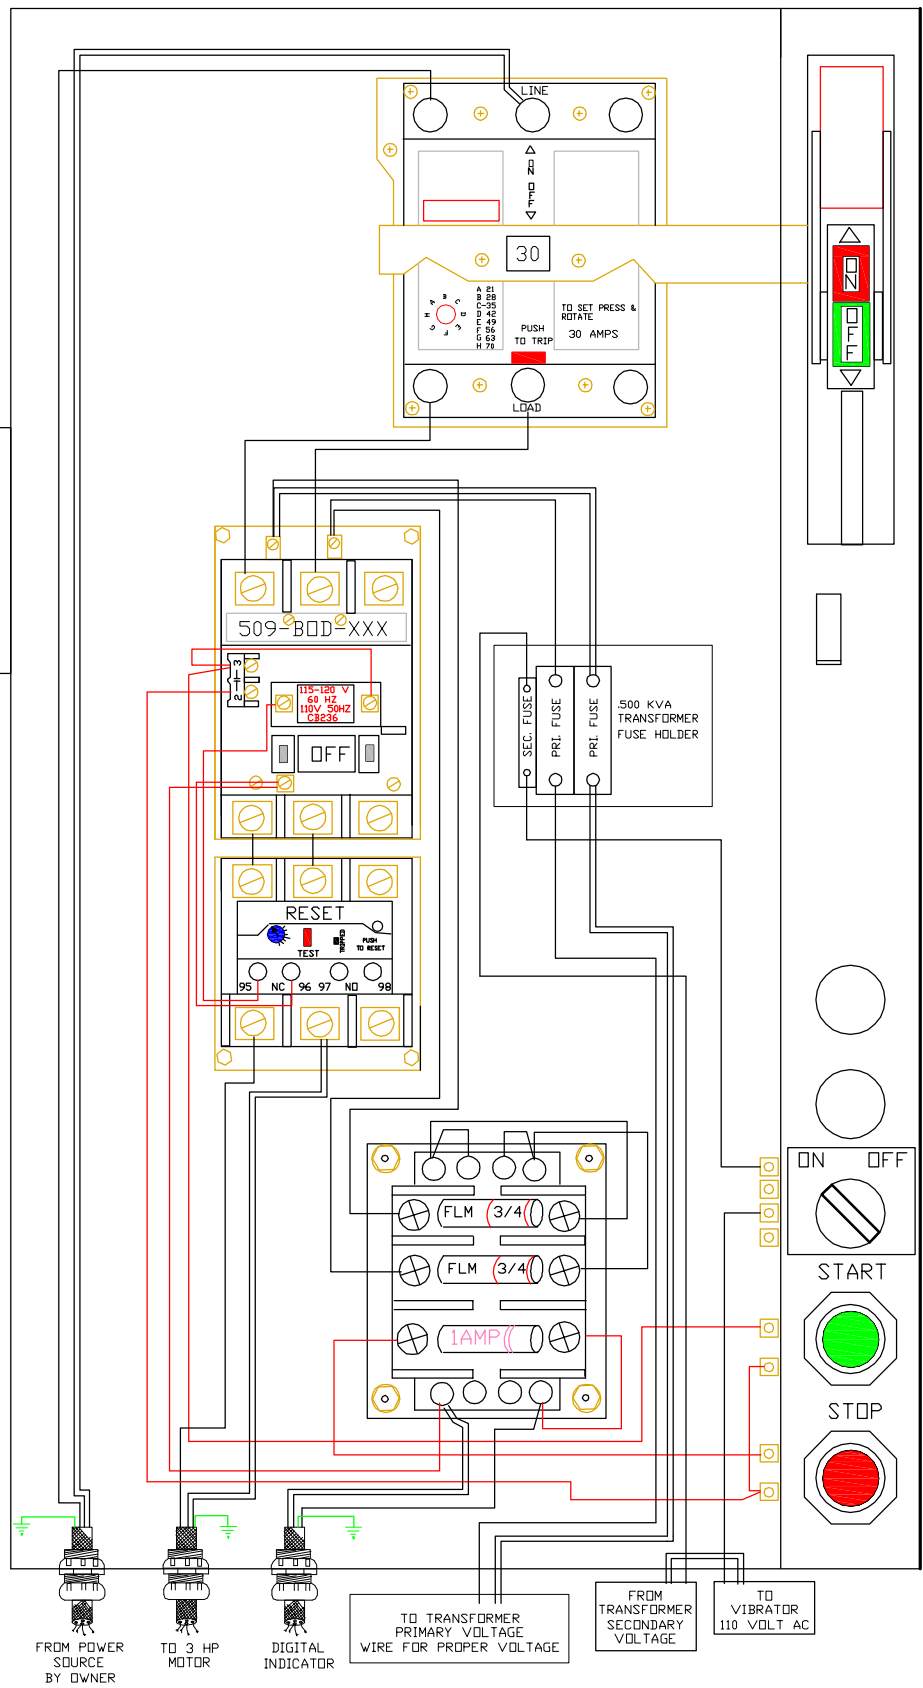 LINE
ON OFF
30
A 21
B 28
C-35
D 42
E 49
F 56
G 63
H 70
A
B
C
D
E
F
G
H
TO SET PRESS &
ROTATE
30 AMPS
PUSH
TO TRIP
LOAD
ON
OFF
509-BOD-XXX
2 3
115-120 V
60 HZ
110V 50HZ
CB236
OFF
SEC. FUSE
PRI. FUSE
PRI. FUSE
.500 KVA
TRANSFORMER
FUSE HOLDER
RESET
TEST
TRIPPED
PUSH
TO RESET
95 NC 96 97 NO 98
ON OFF
FLM 3/4
FLM 3/4
1AMP
START
STOP
FROM POWER
SOURCE
BY OWNER
TO 3 HP
MOTOR
DIGITAL
INDICATOR
TO TRANSFORMER
PRIMARY VOLTAGE
WIRE FOR PROPER VOLTAGE
FROM
TRANSFORMER
SECONDARY
VOLTAGE
TO
VIBRATOR
110 VOLT AC